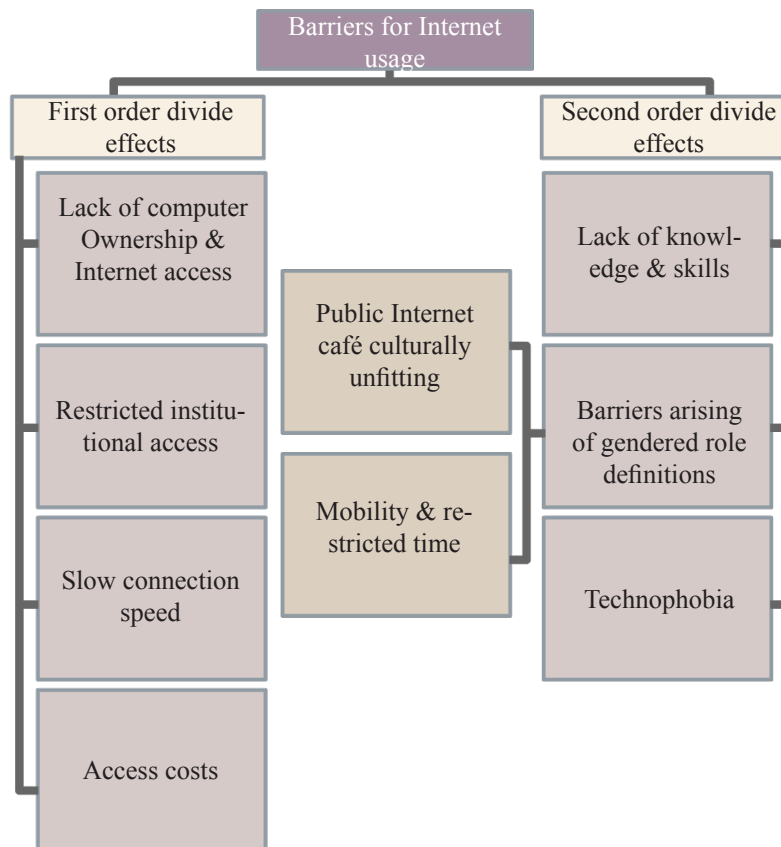 Barriers for Internet
usage
First order divide
effects
Second order divide
effects
Lack of computer
Ownership &
Internet access
Restricted institu-
tional access
Slow connection
speed
Access costs
Public Internet
café culturally
unfitting
Mobility & re-
stricted time
Lack of knowl-
edge & skills
Barriers arising
of gendered role
definitions
Technophobia